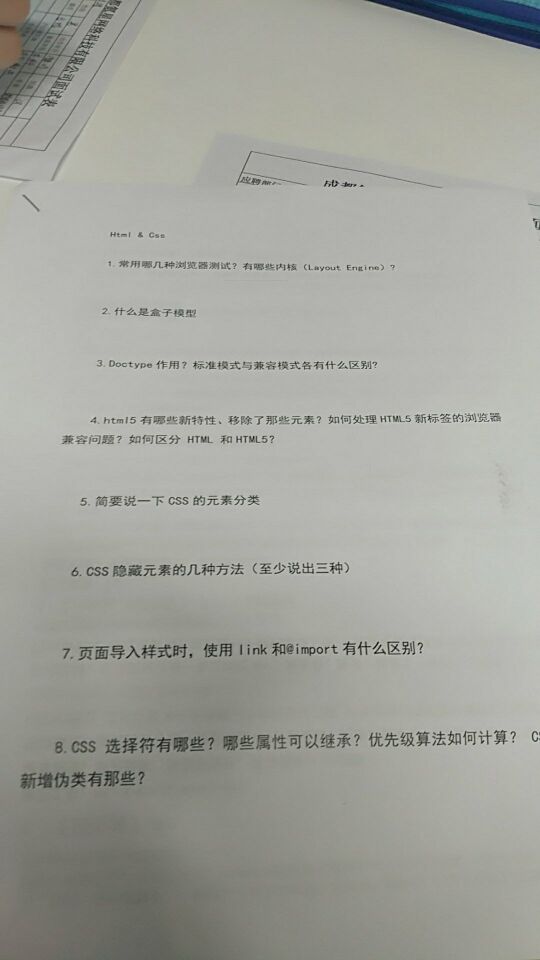 有限公司面试表
Html & Css
1.常用哪几种浏览器测试？有哪些内核（Layout Engine）？
2.什么是盒子模型
3.Doctype 作用？标准模式与兼容模式各有什么区别?
4.html5 有哪些新特性、移除了那些元素？如何处理 HTML5 新标签的浏览器
兼容问题？如何区分 HTML 和 HTML5？
5.简要说一下 CSS 的元素分类
6.CSS 隐藏元素的几种方法（至少说出三种）
7.页面导入样式时，使用 link 和@import 有什么区别？
8.CSS 选择符有哪些？哪些属性可以继承？优先级算法如何计算？
新增伪类有那些？